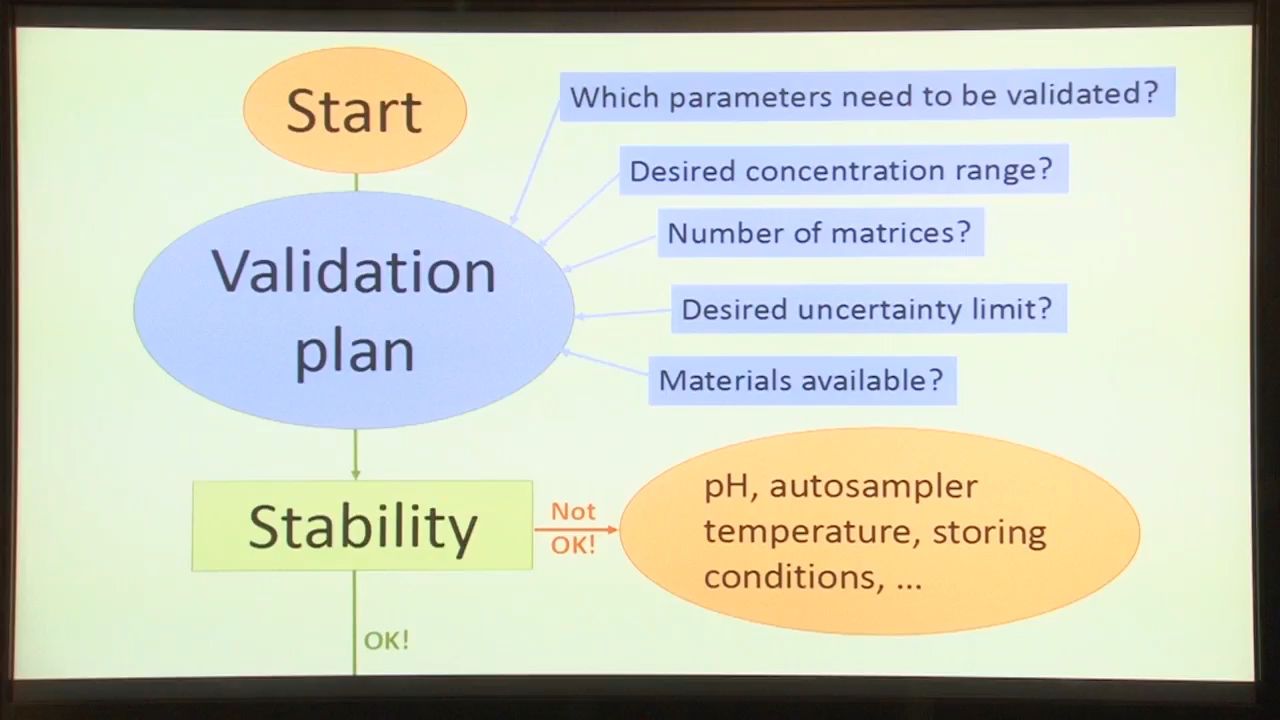 Start
Which parameters need to be validated?
Desired concentration range?
Number of matrices?
Validation
plan
Desired uncertainty limit?
Materials available?
Stability
Not
OK!
pH, autosampler
temperature, storing
conditions, ...
OK!